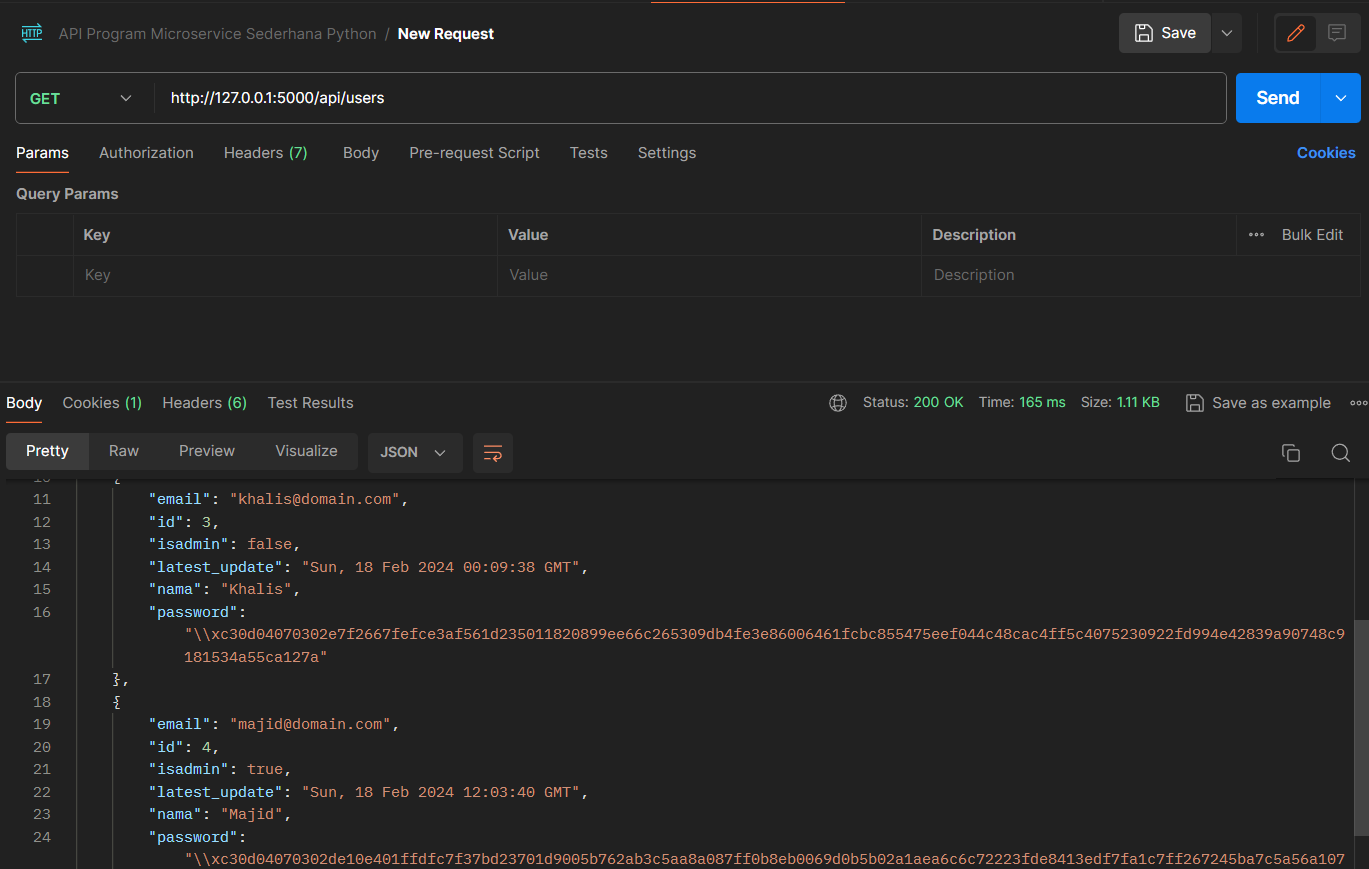 HTTP API Program Microservice Sederhana Python / New Request Save
GET http://127.0.0.1:5000/api/users Send
Params Authorization Headers (7) Body Pre-request Script Tests Settings Cookies
Query Params
Key Value Description Bulk Edit
Key Value Description
Body Cookies (1) Headers (6) Test Results Status: 200 OK Time: 165 ms Size: 1.11 KB Save as example
Pretty Raw Preview Visualize JSON
10 {
11 "email": "khalis@domain.com",
12 "id": 3,
13 "isadmin": false,
14 "latest_update": "Sun, 18 Feb 2024 00:09:38 GMT",
15 "nama": "Khalis",
16 "password":
"\\xc30d04070302e7f2667fefce3af561d235011820899ee66c265309db4fe3e86006461fcbc855475eef044c48cac4ff5c4075230922fd994e42839a90748c9
181534a55ca127a"
17 },
18 {
19 "email": "majid@domain.com",
20 "id": 4,
21 "isadmin": true,
22 "latest_update": "Sun, 18 Feb 2024 12:03:40 GMT",
23 "nama": "Majid",
24 "password":
"\\xc30d04070302de10e401ffdfc7f37bd23701d9005b762ab3c5aa8a087ff0b8eb0069d0b5b02a1aea6c6c72223fde8413edf7fa1c7ff267245ba7c5a56a107